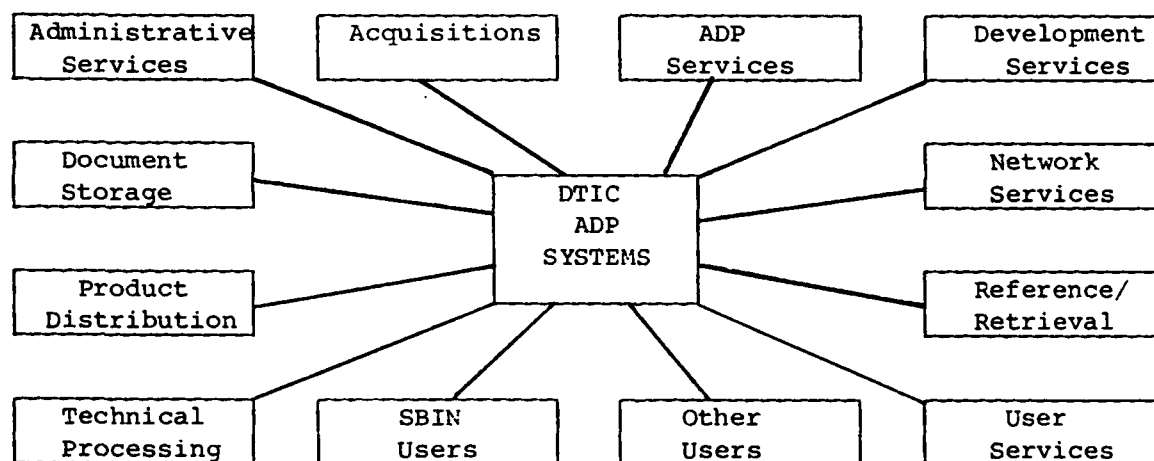 Administrative
Services
Acquisitions
ADP
Services
Development
Services
Document
Storage
DTIC
ADP
SYSTEMS
Network
Services
Product
Distribution
Reference/
Retrieval
Technical
Processing
SBIN
Users
Other
Users
User
Services